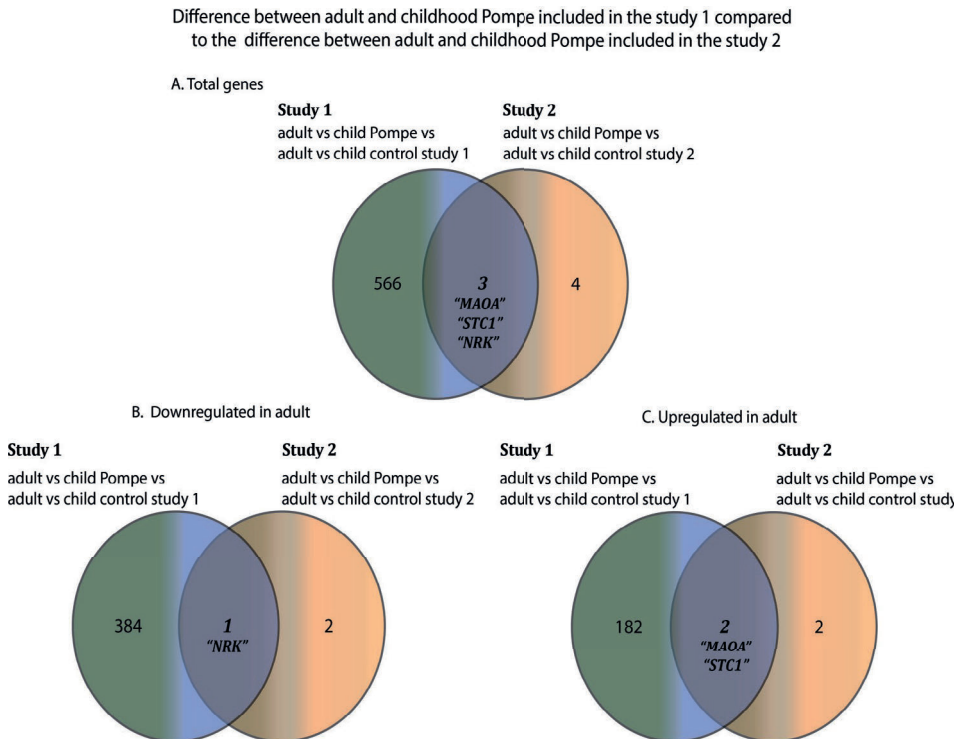 Difference between adult and childhood Pompe included in the study 1 compared
to the difference between adult and childhood Pompe included in the study 2
A. Total genes
Study 1
adult vs child Pompe vs
adult vs child control study 1
Study 2
adult vs child Pompe vs
adult vs child control study 2
566
3
"MAOA"
"STC1"
"NRK"
4
B. Downregulated in adult
Study 1
adult vs child Pompe vs
adult vs child control study 1
Study 2
adult vs child Pompe vs
adult vs child control study 2
384
1
"NRK"
2
C. Upregulated in adult
Study 1
adult vs child Pompe vs
adult vs child control study 1
Study 2
adult vs child Pompe vs
adult vs child control study
182
2
"MAOA"
"STC1"
2